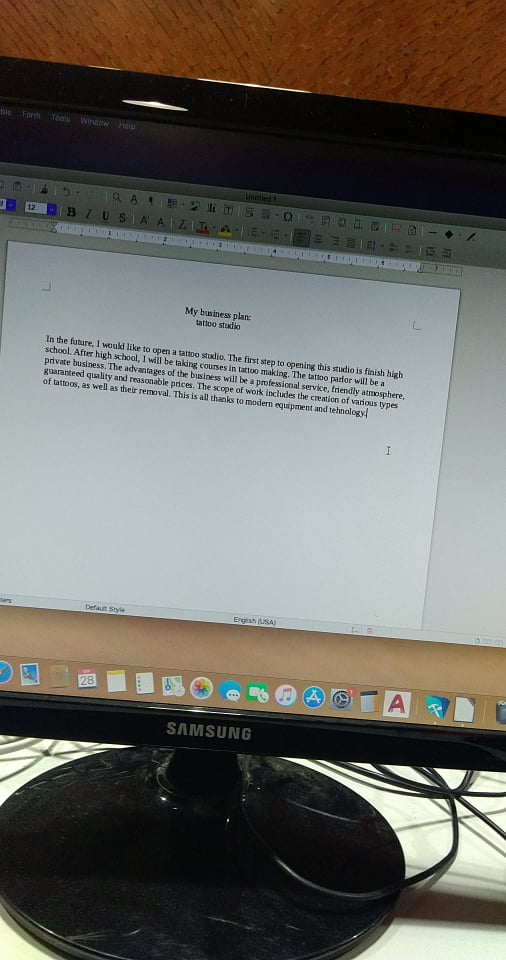 ble Form Tools Window Help
Untitled 1
12
My business plan:
tattoo studio
In the future, I would like to open a tattoo studio. The first step to opening this studio is finish high
school. After high school, I will be taking courses in tattoo making. The tattoo parlor will be a
private business. The advantages of the business will be a professional service, friendly atmosphere,
guaranteed quality and reasonable prices. The scope of work includes the creation of various types
of tattoos, as well as their removal. This is all thanks to modern equipment and tehnology.
Default Style
English (USA)
28
SAMSUNG